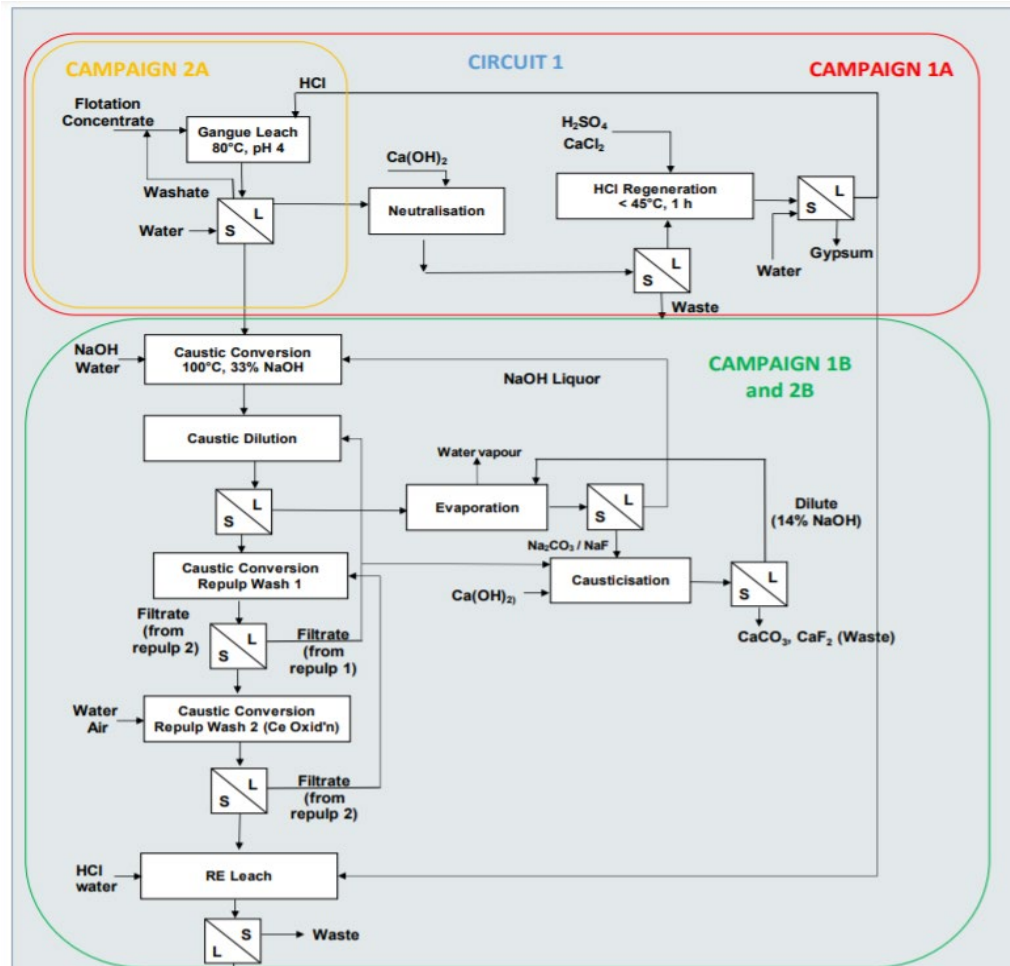 CAMPAIGN 2A
CIRCUIT 1
CAMPAIGN 1A
HCl
Flotation
Concentrate
Gangue Leach
80°C, pH 4
Washate
Water
L
S
Ca(OH)₂
Neutralisation
H₂SO₄
CaCl₂
HCl Regeneration
< 45°C, 1 h
L
S
Waste
L
S
Water
Gypsum
CAMPAIGN 1B
and 2B
NaOH
Water
Caustic Conversion
100°C, 33% NaOH
NaOH Liquor
Caustic Dilution
L
S
Water vapour
Evaporation
L
S
Na₂CO₃ / NaF
Dilute
(14% NaOH)
Causticisation
Ca(OH)₂)
L
S
CaCO₃, CaF₂ (Waste)
Caustic Conversion
Repulp Wash 1
Filtrate
(from
repulp 2)
L
S
Filtrate
(from
repulp 1)
Water
Air
Caustic Conversion
Repulp Wash 2 (Ce Oxid'n)
L
S
Filtrate
(from
repulp 2)
HCl
water
RE Leach
S
L
Waste